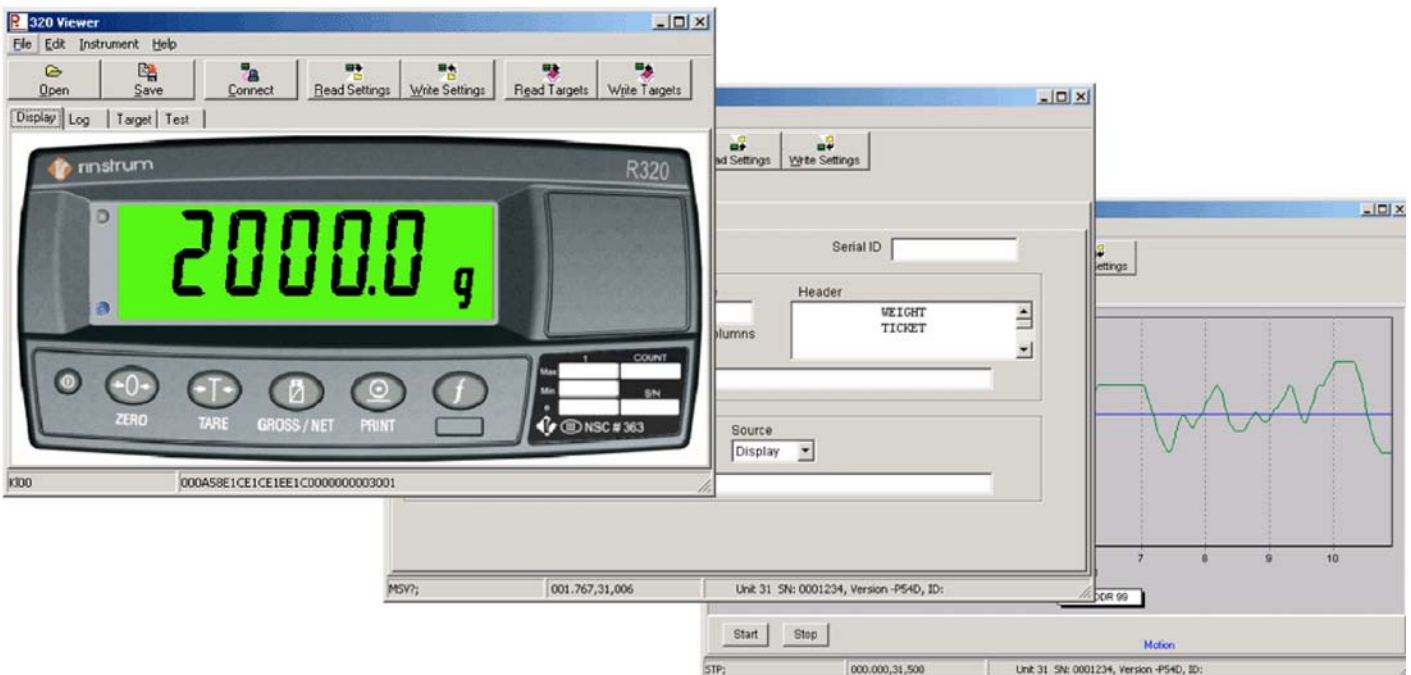 320 Viewer
File Edit Instrument Help
Open Save Connect Read Settings Write Settings Read Targets Write Targets
Display Log Target Test
rinstrum R320
2000.0 g
ZERO TARE GROSS / NET PRINT f
1 COUNT
Max
Min S/N
e
NSC # 363
000A58E1CE1CE1EE1C0000000003001
ad Settings Write Settings
Serial ID
Header
WEIGHT
TICKET
lumns
Source
Display
MSV?; 001.767,31,006 Unit 31 SN: 0001234, Version -P54D, ID:
ettings
7 8 9 10
DDR 99
Start Stop
Motion
STP; 000.000,31,500 Unit 31 SN: 0001234, Version -P54D, ID: